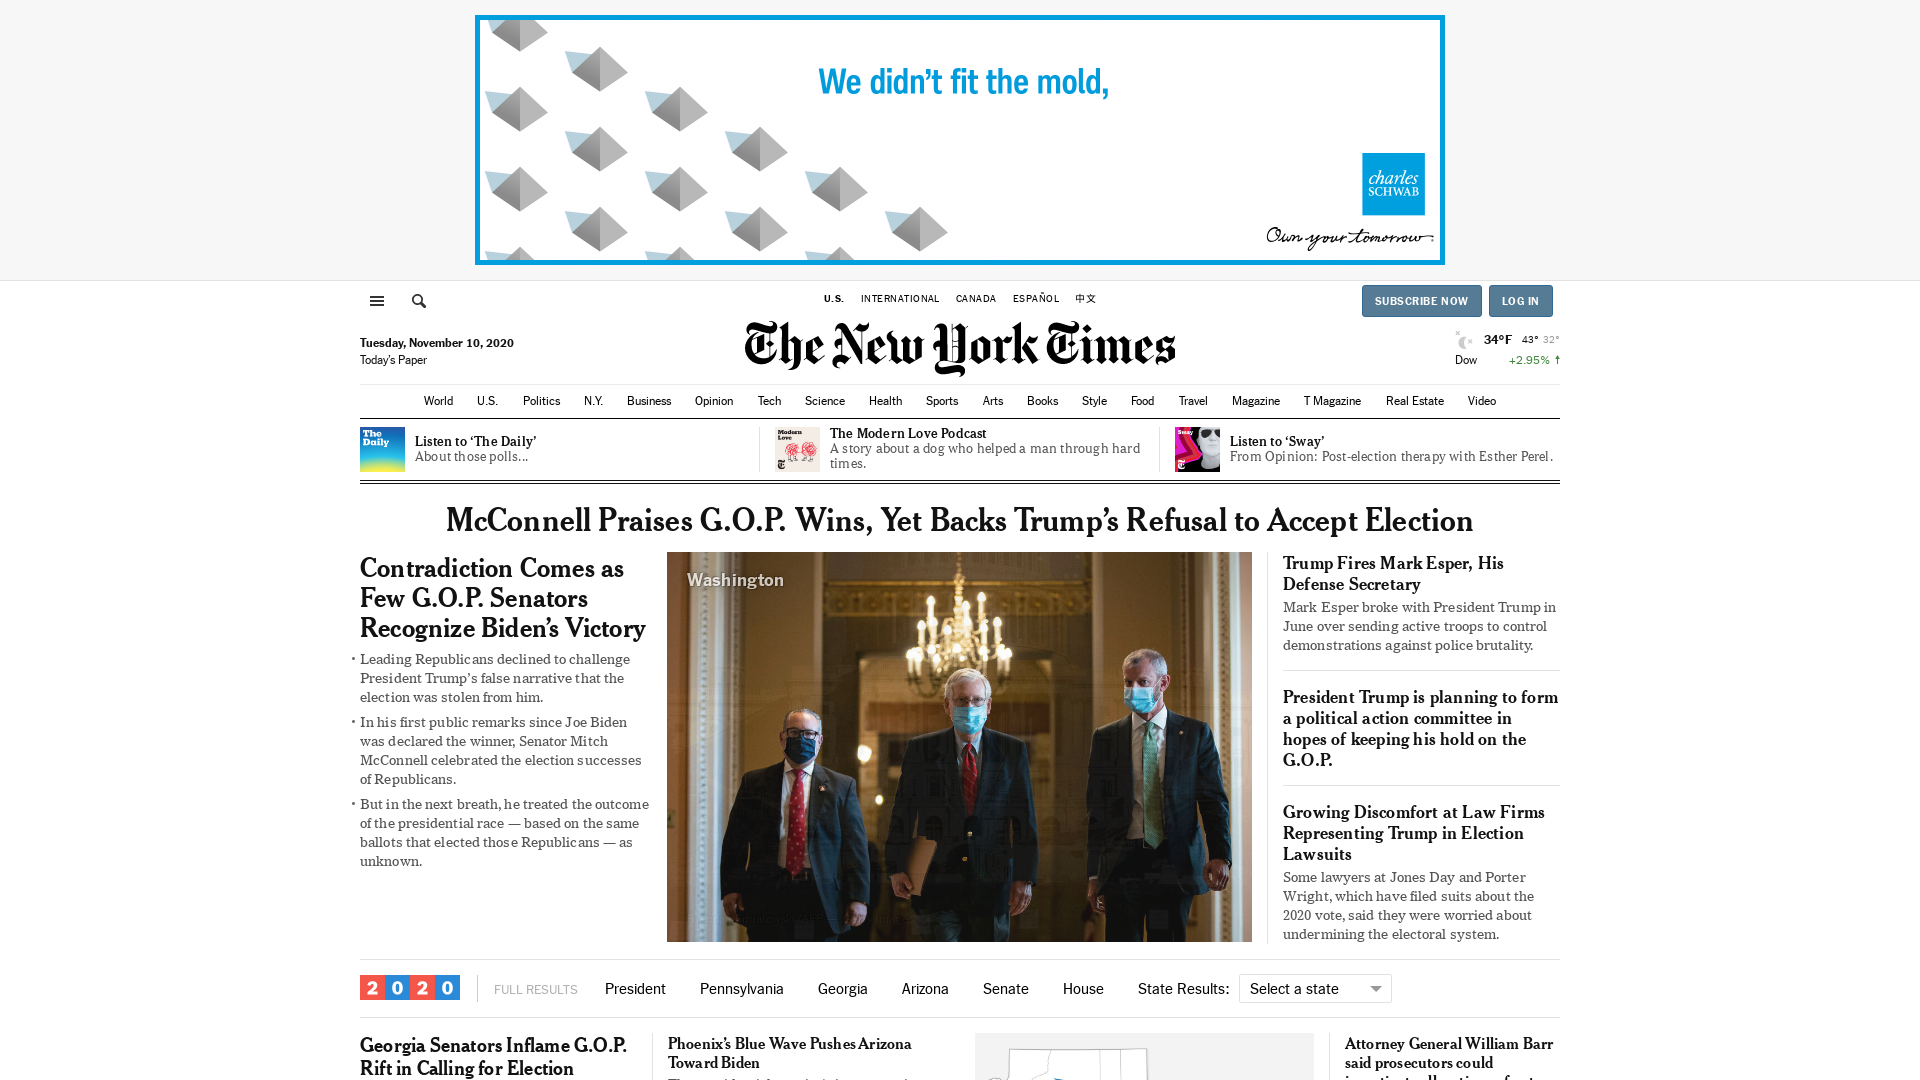 We didn't fit the mold,
charles
SCHWAB
Own your tomorrow.
U.S. INTERNATIONAL CANADA ESPAÑOL 中文
SUBSCRIBE NOW LOG IN
The New York Times
Tuesday, November 10, 2020
Today's Paper
34°F 43° 32°
Dow +2.95% ↑
World U.S. Politics N.Y. Business Opinion Tech Science Health Sports Arts Books Style Food Travel Magazine T Magazine Real Estate Video
The
Daily
Listen to ‘The Daily’
About those polls...
Modern
Love
The Modern Love Podcast
A story about a dog who helped a man through hard
times.
Sway
Listen to ‘Sway’
From Opinion: Post-election therapy with Esther Perel.
McConnell Praises G.O.P. Wins, Yet Backs Trump’s Refusal to Accept Election
Contradiction Comes as
Few G.O.P. Senators
Recognize Biden’s Victory
• Leading Republicans declined to challenge
President Trump’s false narrative that the
election was stolen from him.
• In his first public remarks since Joe Biden
was declared the winner, Senator Mitch
McConnell celebrated the election successes
of Republicans.
• But in the next breath, he treated the outcome
of the presidential race — based on the same
ballots that elected those Republicans — as
unknown.
Washington
Trump Fires Mark Esper, His
Defense Secretary
Mark Esper broke with President Trump in
June over sending active troops to control
demonstrations against police brutality.
President Trump is planning to form
a political action committee in
hopes of keeping his hold on the
G.O.P.
Growing Discomfort at Law Firms
Representing Trump in Election
Lawsuits
Some lawyers at Jones Day and Porter
Wright, which have filed suits about the
2020 vote, said they were worried about
undermining the electoral system.
2020 FULL RESULTS President Pennsylvania Georgia Arizona Senate House State Results: Select a state
Georgia Senators Inflame G.O.P.
Rift in Calling for Election
Phoenix’s Blue Wave Pushes Arizona
Toward Biden
Attorney General William Barr
said prosecutors could